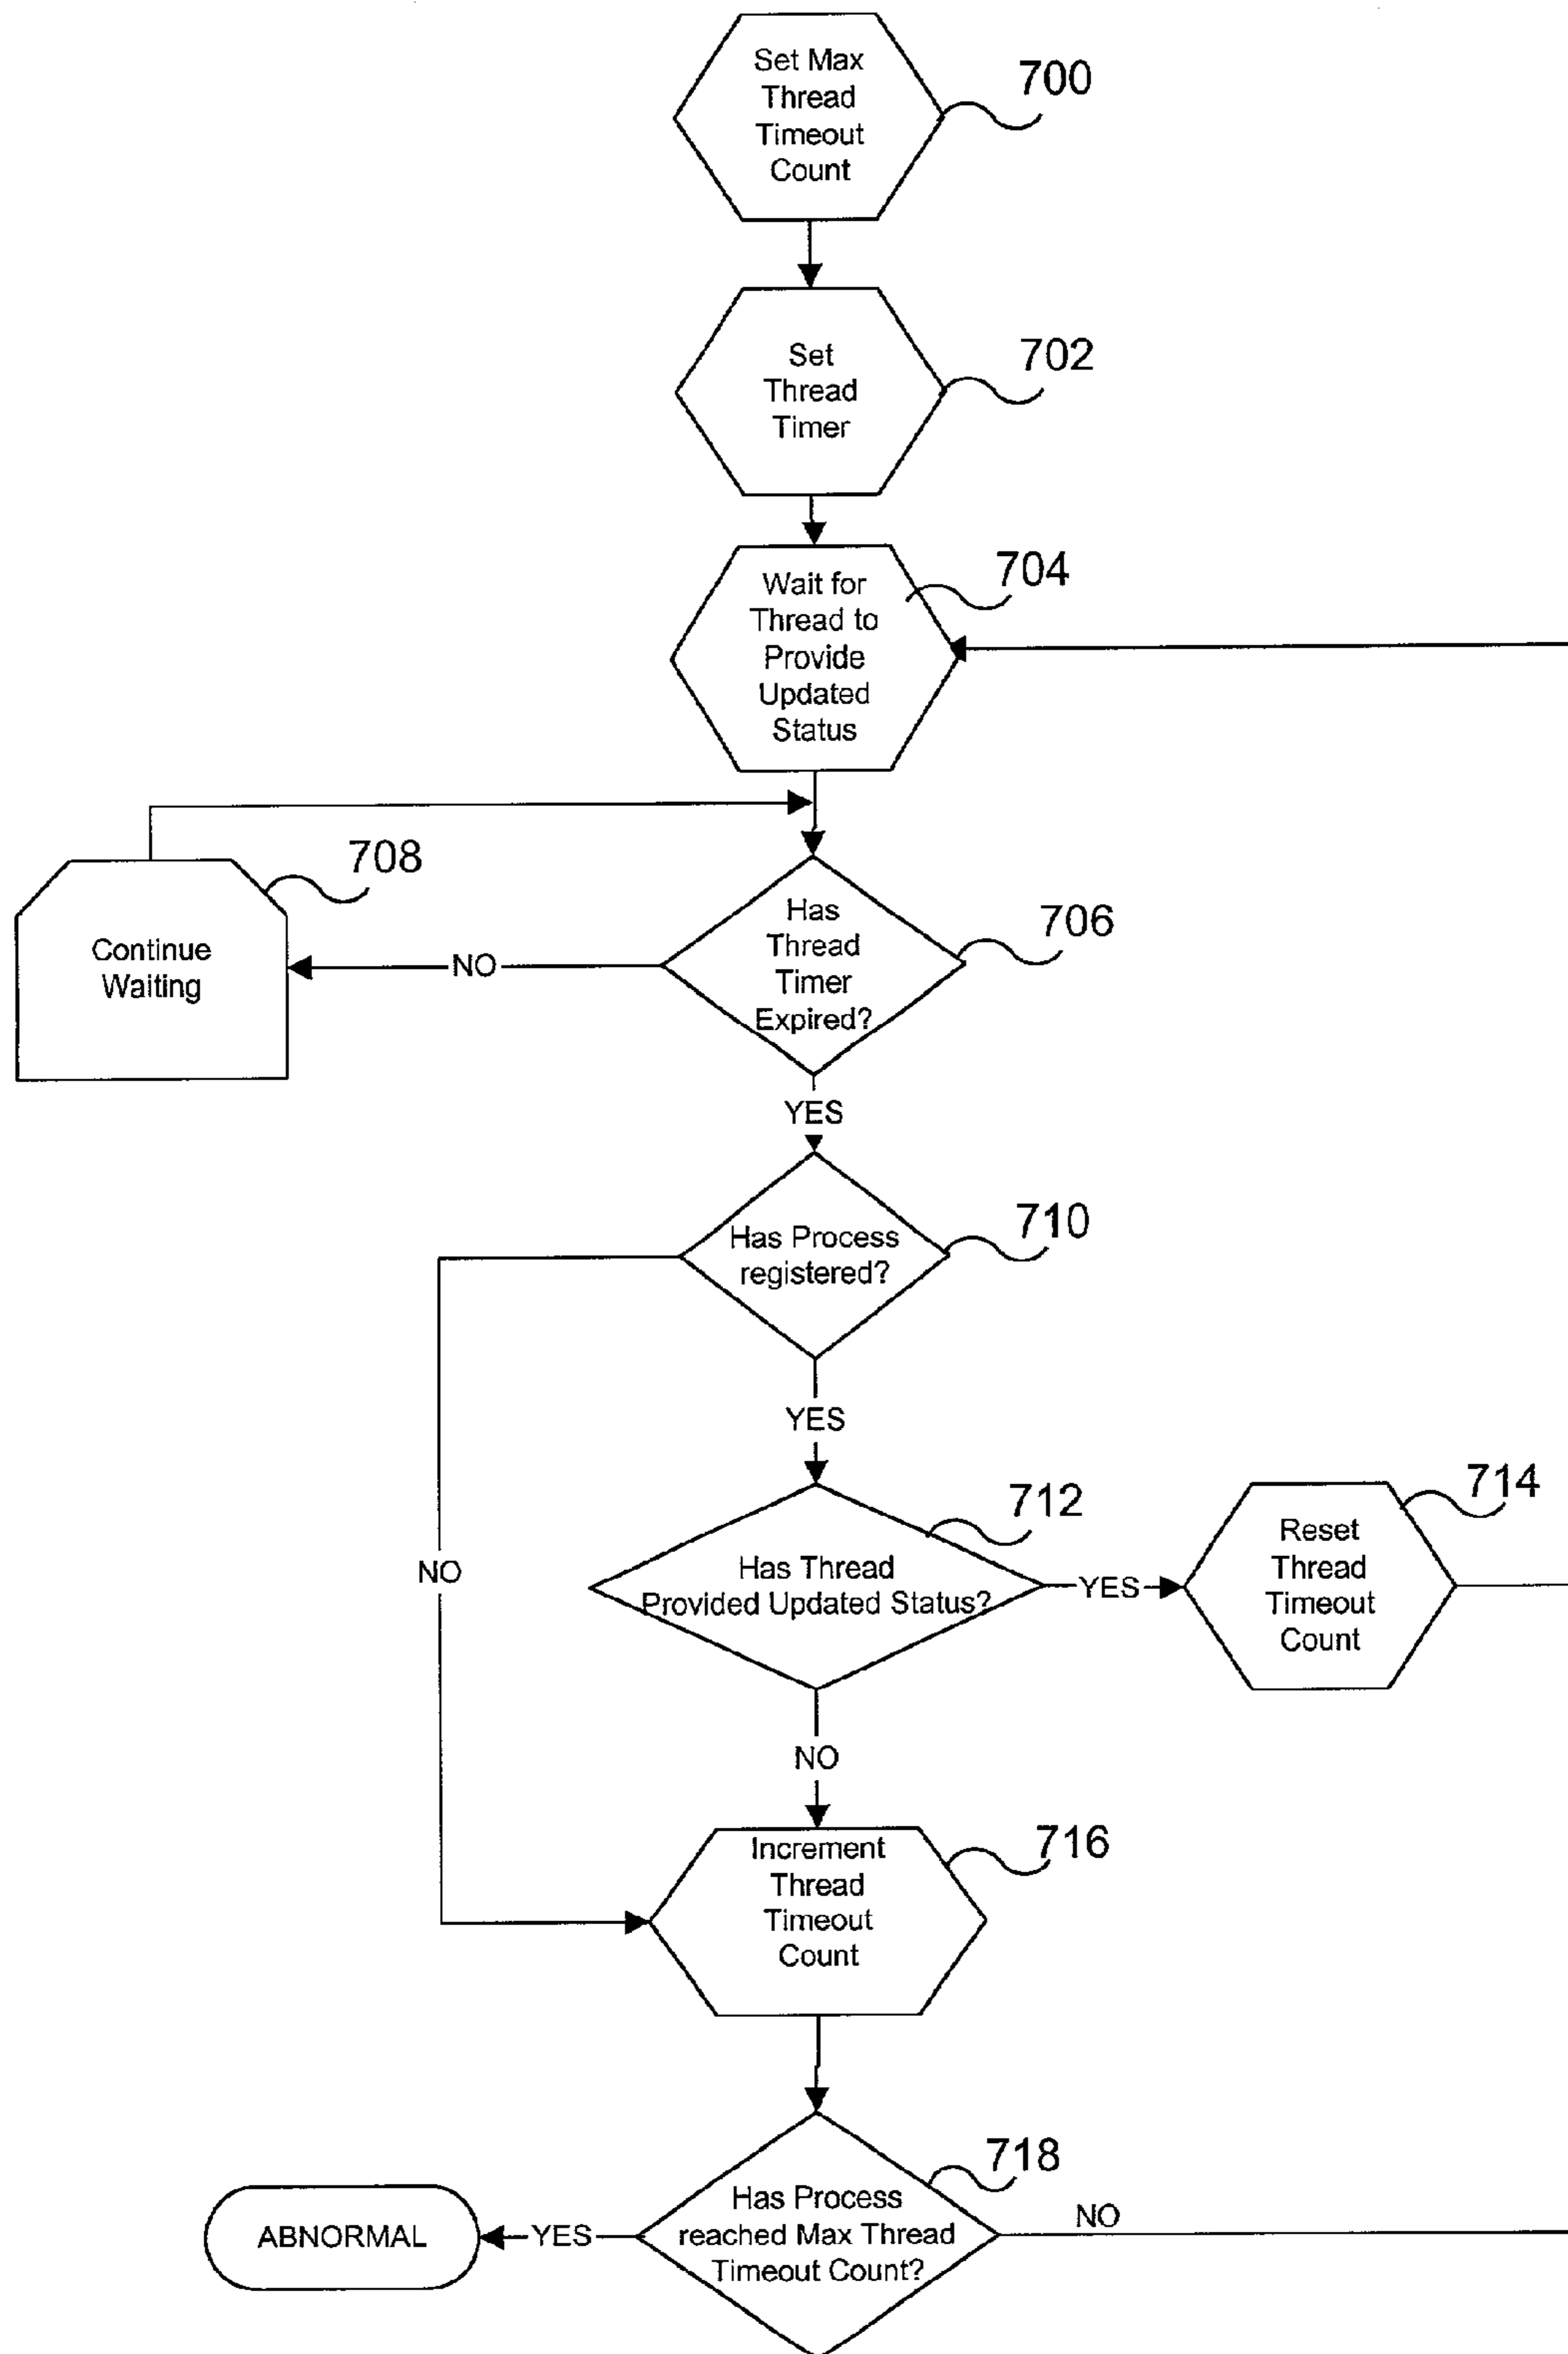 Set Max
Thread
Timeout
Count
700
Set
Thread
Timer
702
Wait for
Thread to
Provide
Updated
Status
704
708
Continue
Waiting
NO
Has
Thread
Timer
Expired?
706
YES
Has Process
registered?
710
YES
NO
712
Has Thread
Provided Updated Status?
YES
714
Reset
Thread
Timeout
Count
NO
Increment
Thread
Timeout
Count
716
718
Has Process
reached Max Thread
Timeout Count?
NO
YES
ABNORMAL